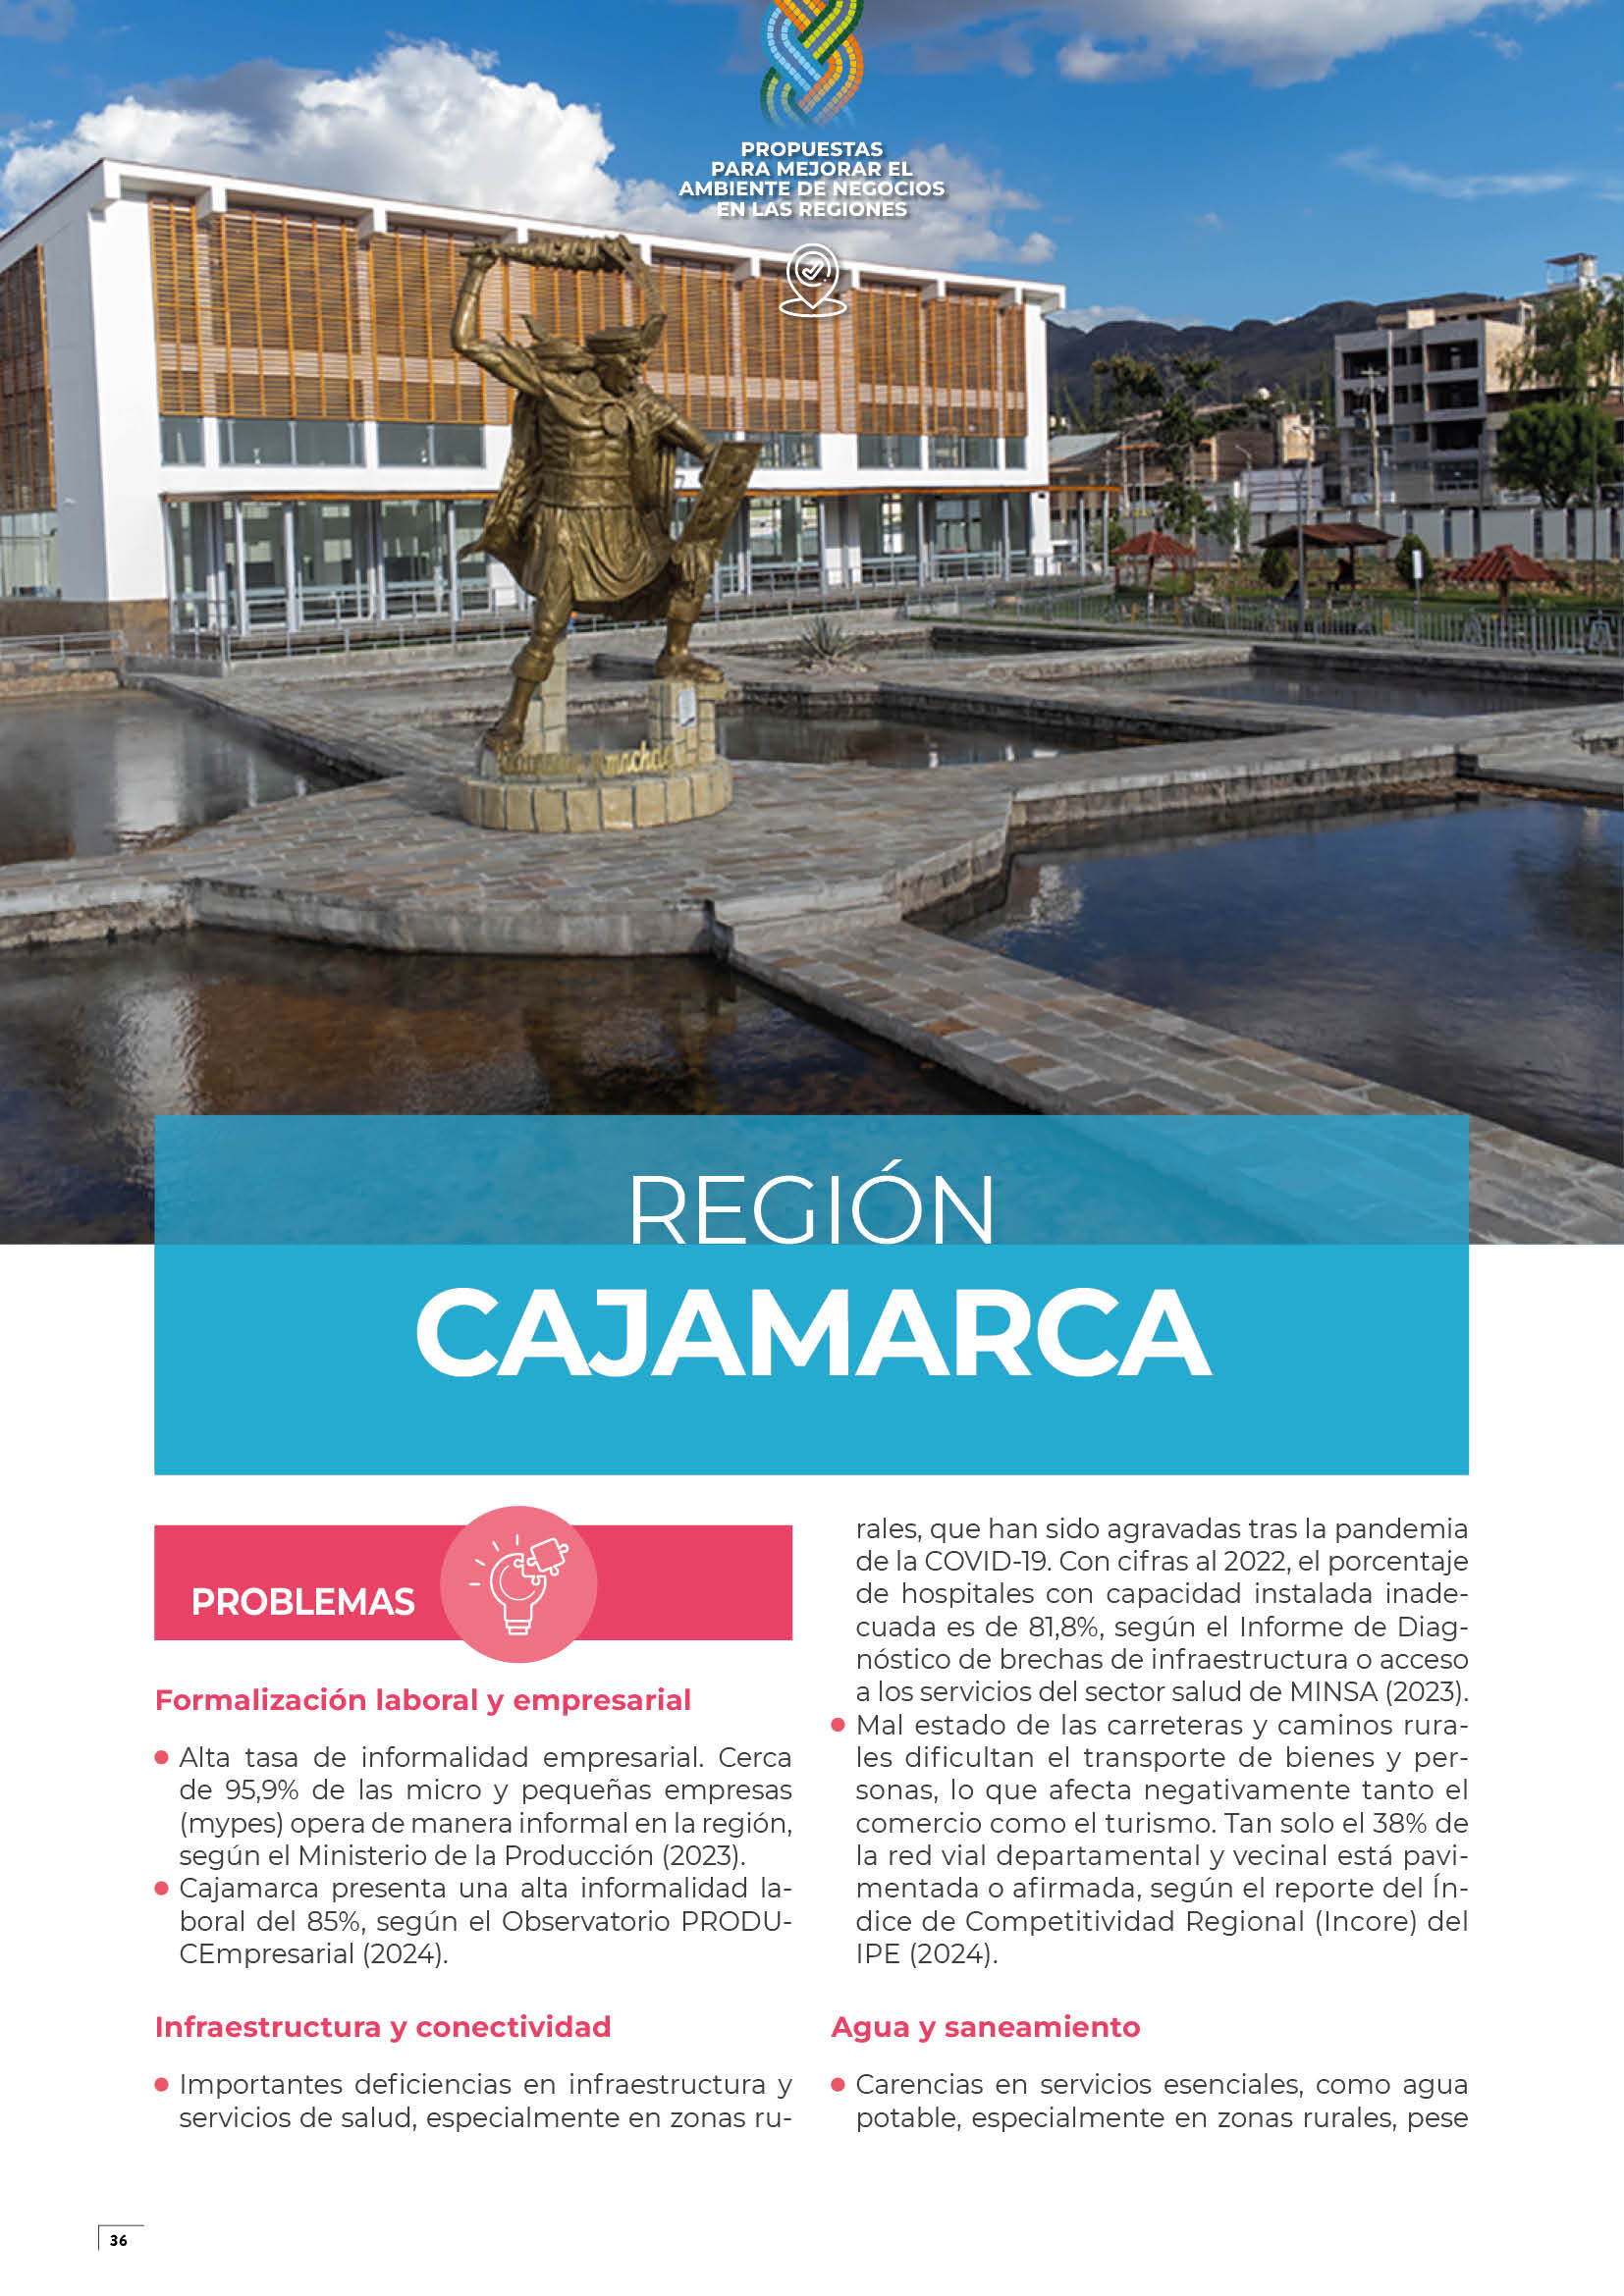 PROPUESTAS
PARA MEJORAR EL
AMBIENTE DE NEGOCIOS
EN LAS REGIONES
REGIÓN
CAJAMARCA
PROBLEMAS
Formalización laboral y empresarial
Alta tasa de informalidad empresarial. Cerca
de 95,9% de las micro y pequeñas empresas
(mypes) opera de manera informal en la región,
según el Ministerio de la Producción (2023).
Cajamarca presenta una alta informalidad la-
boral del 85%, según el Observatorio PRODU-
CEmpresarial (2024).
Infraestructura y conectividad
Importantes deficiencias en infraestructura y
servicios de salud, especialmente en zonas ru-
rales, que han sido agravadas tras la pandemia
de la COVID-19. Con cifras al 2022, el porcentaje
de hospitales con capacidad instalada inade-
cuada es de 81,8%, según el Informe de Diag-
nóstico de brechas de infraestructura o acceso
a los servicios del sector salud de MINSA (2023).
Mal estado de las carreteras y caminos rura-
les dificultan el transporte de bienes y per-
sonas, lo que afecta negativamente tanto el
comercio como el turismo. Tan solo el 38% de
la red vial departamental y vecinal está pavi-
mentada o afirmada, según el reporte del Ín-
dice de Competitividad Regional (Incore) del
IPE (2024).
Agua y saneamiento
Carencias en servicios esenciales, como agua
potable, especialmente en zonas rurales, pese
36